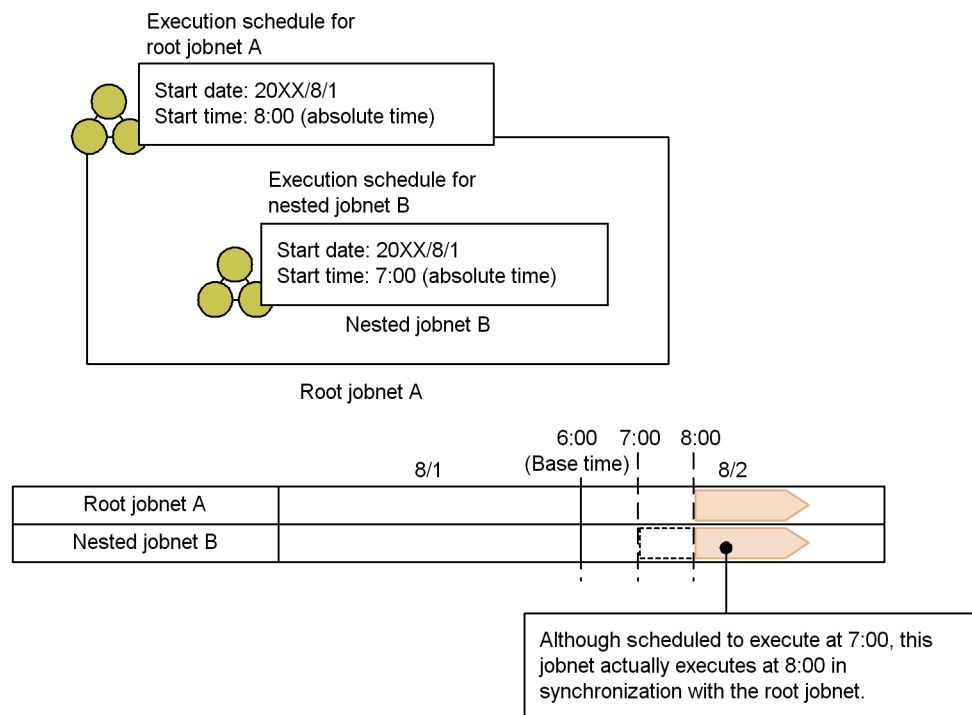 Execution schedule for
root jobnet A
Start date: 20XX/8/1
Start time: 8:00 (absolute time)
Execution schedule for
nested jobnet B
Start date: 20XX/8/1
Start time: 7:00 (absolute time)
Nested jobnet B
Root jobnet A
6:00 7:00 8:00
(Base time)
8/1 8/2
Root jobnet A
Nested jobnet B
Although scheduled to execute at 7:00, this
jobnet actually executes at 8:00 in
synchronization with the root jobnet.